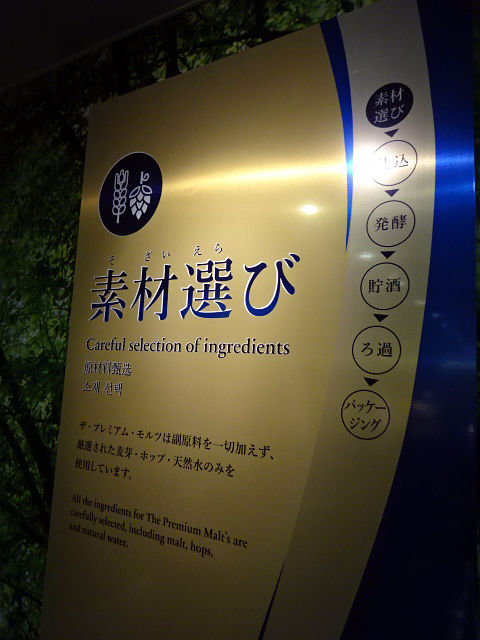 そざいえら
素材選び
Careful selection of ingredients
原材料甄选
소재 선택
ザ・プレミアム・モルツは副原料を一切加えず、
厳選された麦芽・ホップ・天然水のみを
使用しています。
All the ingredients for The Premium Malt's are
carefully selected, including malt, hops,
and natural water.
素材
選び
込
発酵
貯酒
ろ過
パッケー
ジング